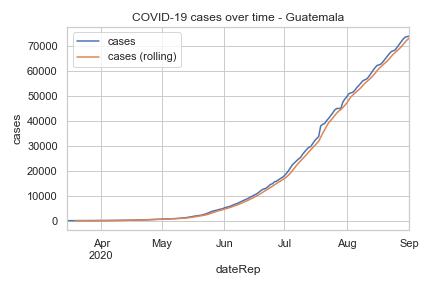 COVID-19 cases over time - Guatemala
cases
cases (rolling)
70000
60000
50000
40000
30000
20000
10000
0
cases
Apr
2020
May
Jun
Jul
Aug
Sep
dateRep